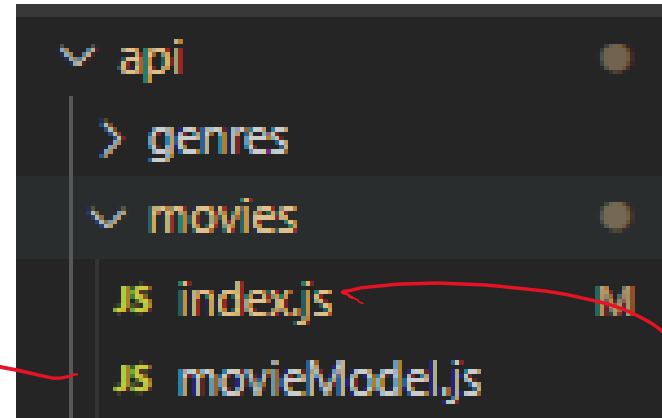 api
genres
movies
JS index.js M
JS movieModel.js